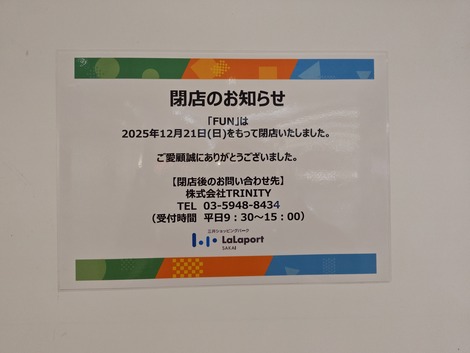 閉店のお知らせ
「FUN」は
2025年12月21日(日)をもって閉店いたしました。
ご愛顧誠にありがとうございました。
【閉店後のお問い合わせ先】
株式会社TRINITY
TEL 03-5948-8434
(受付時間 平日9:30～15:00)
三井ショッピングパーク
LaLaport
SAKAI